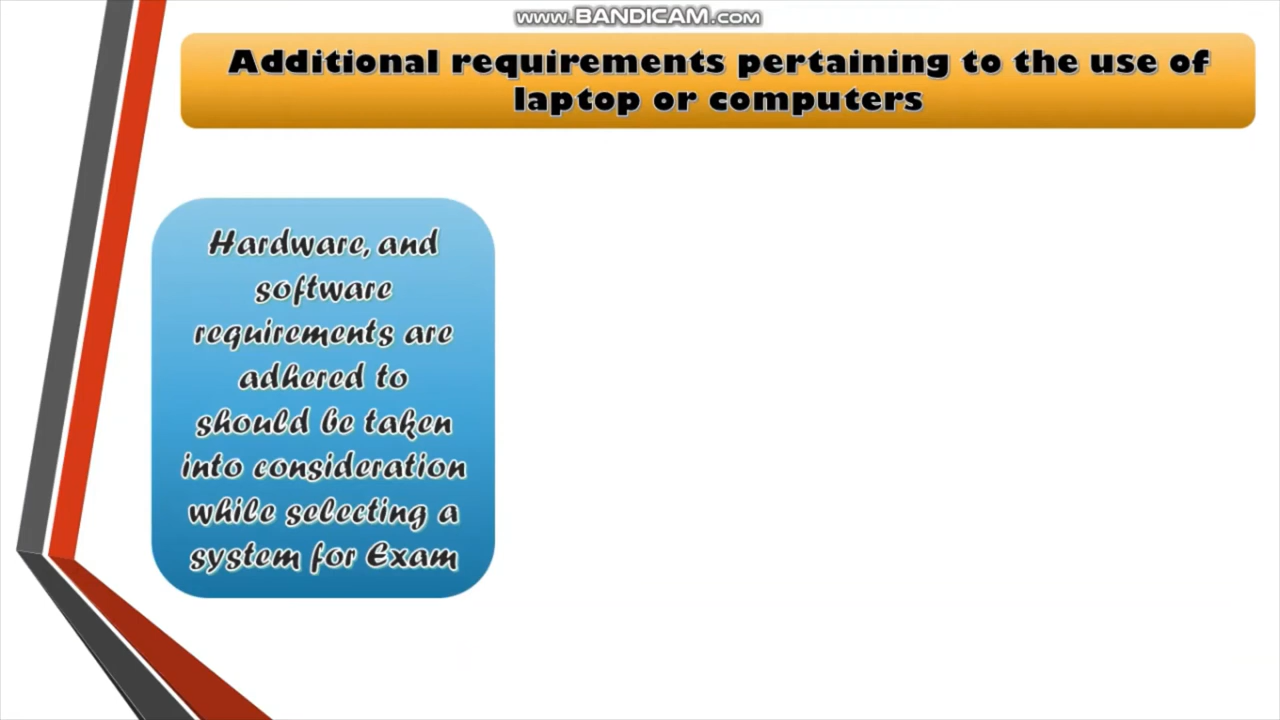 www.BANDICAM.com
Additional requirements pertaining to the use of
laptop or computers
Hardware, and
software
requirements are
adhered to
should be taken
into consideration
while selecting a
system for Exam